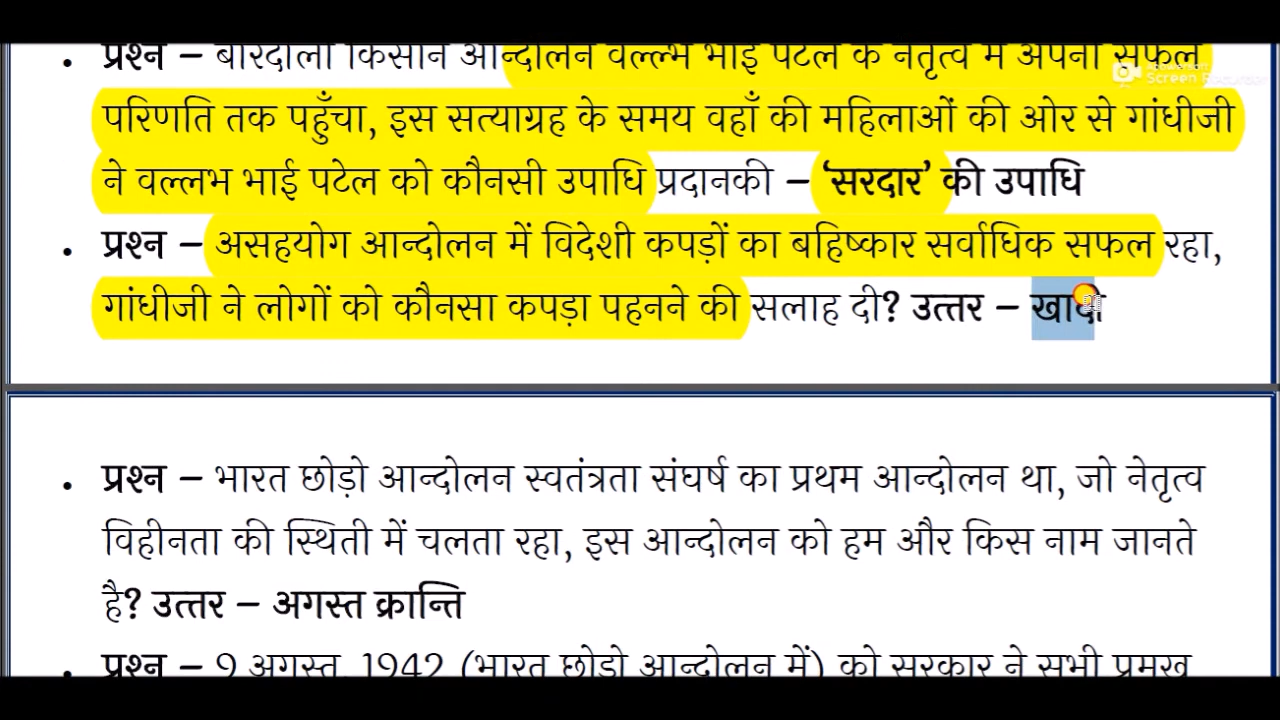 प्रश्न – बारदोली किसान आन्दोलन वल्ल्भ भाई पटेल के नेतृत्व में अपनी सफल
परिणति तक पहुँचा, इस सत्याग्रह के समय वहाँ की महिलाओं की ओर से गांधीजी
ने वल्लभ भाई पटेल को कौनसी उपाधि प्रदानकी – ‘सरदार’ की उपाधि
प्रश्न – असहयोग आन्दोलन में विदेशी कपड़ों का बहिष्कार सर्वाधिक सफल रहा,
गांधीजी ने लोगों को कौनसा कपड़ा पहनने की सलाह दी? उत्तर – खादी
प्रश्न – भारत छोड़ो आन्दोलन स्वतंत्रता संघर्ष का प्रथम आन्दोलन था, जो नेतृत्व
विहीनता की स्थिती में चलता रहा, इस आन्दोलन को हम और किस नाम जानते
है? उत्तर – अगस्त क्रान्ति
प्रश्न – 9 अगस्त, 1942 (भारत छोड़ो आन्दोलन में) को सरकार ने सभी प्रमुख
Screen Recorder